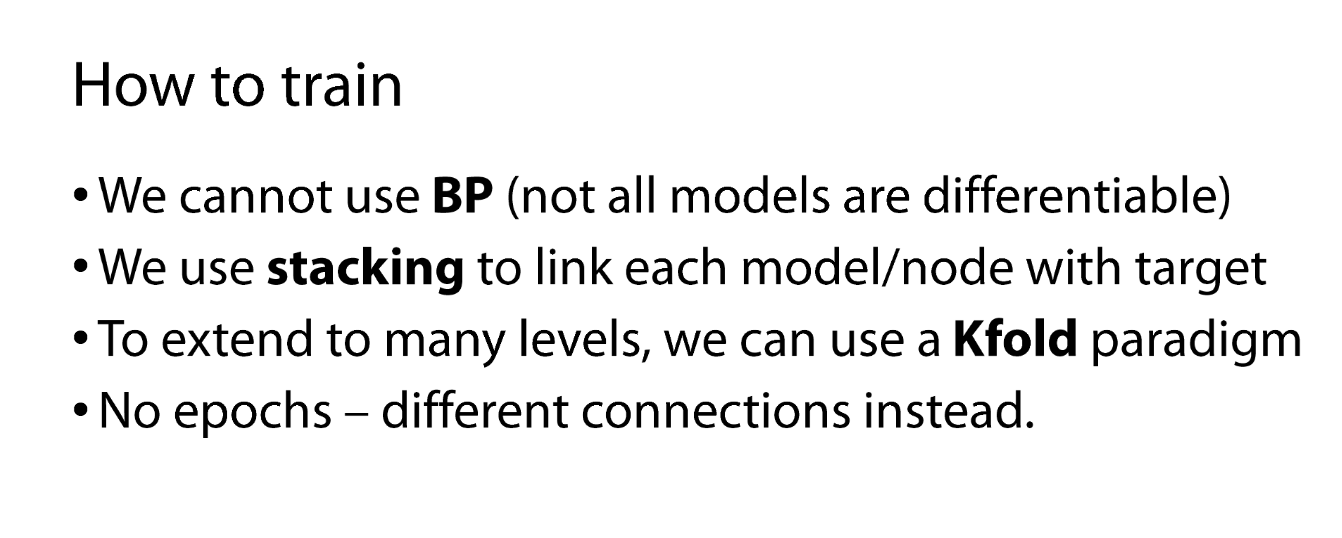 How to train
• We cannot use BP (not all models are differentiable)
• We use stacking to link each model/node with target
• To extend to many levels, we can use a Kfold paradigm
• No epochs – different connections instead.